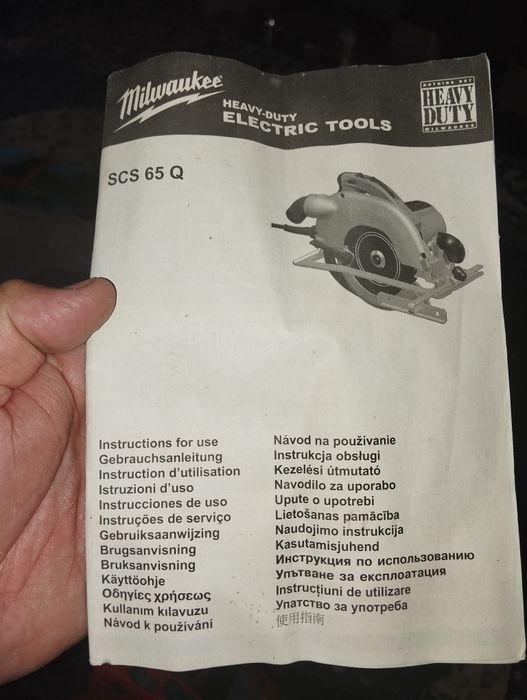 Milwaukee
HEAVY-DUTY
ELECTRIC TOOLS
NOTHING BUT
HEAVY
DUTY
MILWAUKEE
SCS 65 Q
Instructions for use
Gebrauchsanleitung
Instruction d'utilisation
Istruzioni d'uso
Instrucciones de uso
Instruções de serviço
Gebruiksaanwijzing
Brugsanvisning
Bruksanvisning
Käyttöohje
Οδηγίες χρήσεως
Kullanım kılavuzu
Návod k používání
Návod na používanie
Instrukcja obsługi
Kezelési útmutató
Navodilo za uporabo
Upute o upotrebi
Lietošanas pamācība
Naudojimo instrukcija
Kasutamisjuhend
Инструкция по использованию
Упътване за експлоатация
Instrucţiuni de utilizare
Упатство за употреба
使用指南